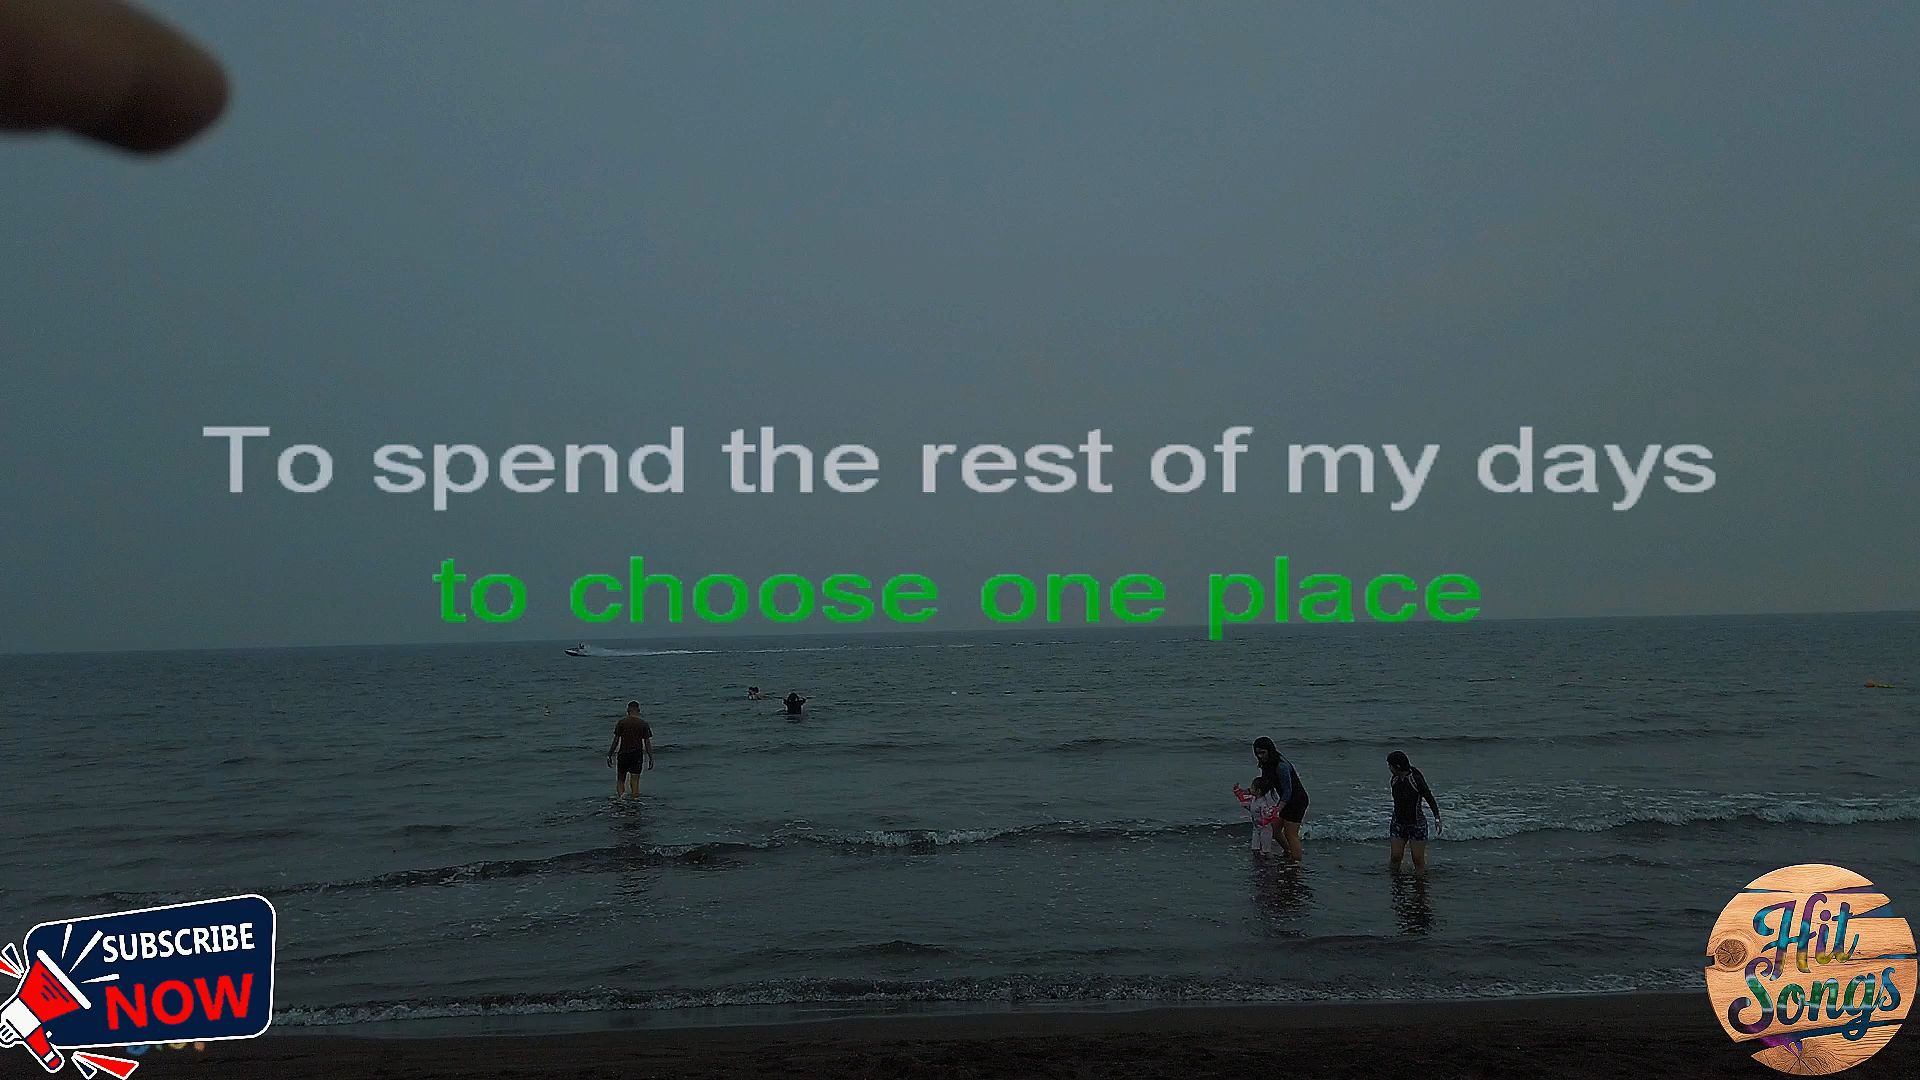 To spend the rest of my days
to choose one place
SUBSCRIBE
NOW
Hit
Songs